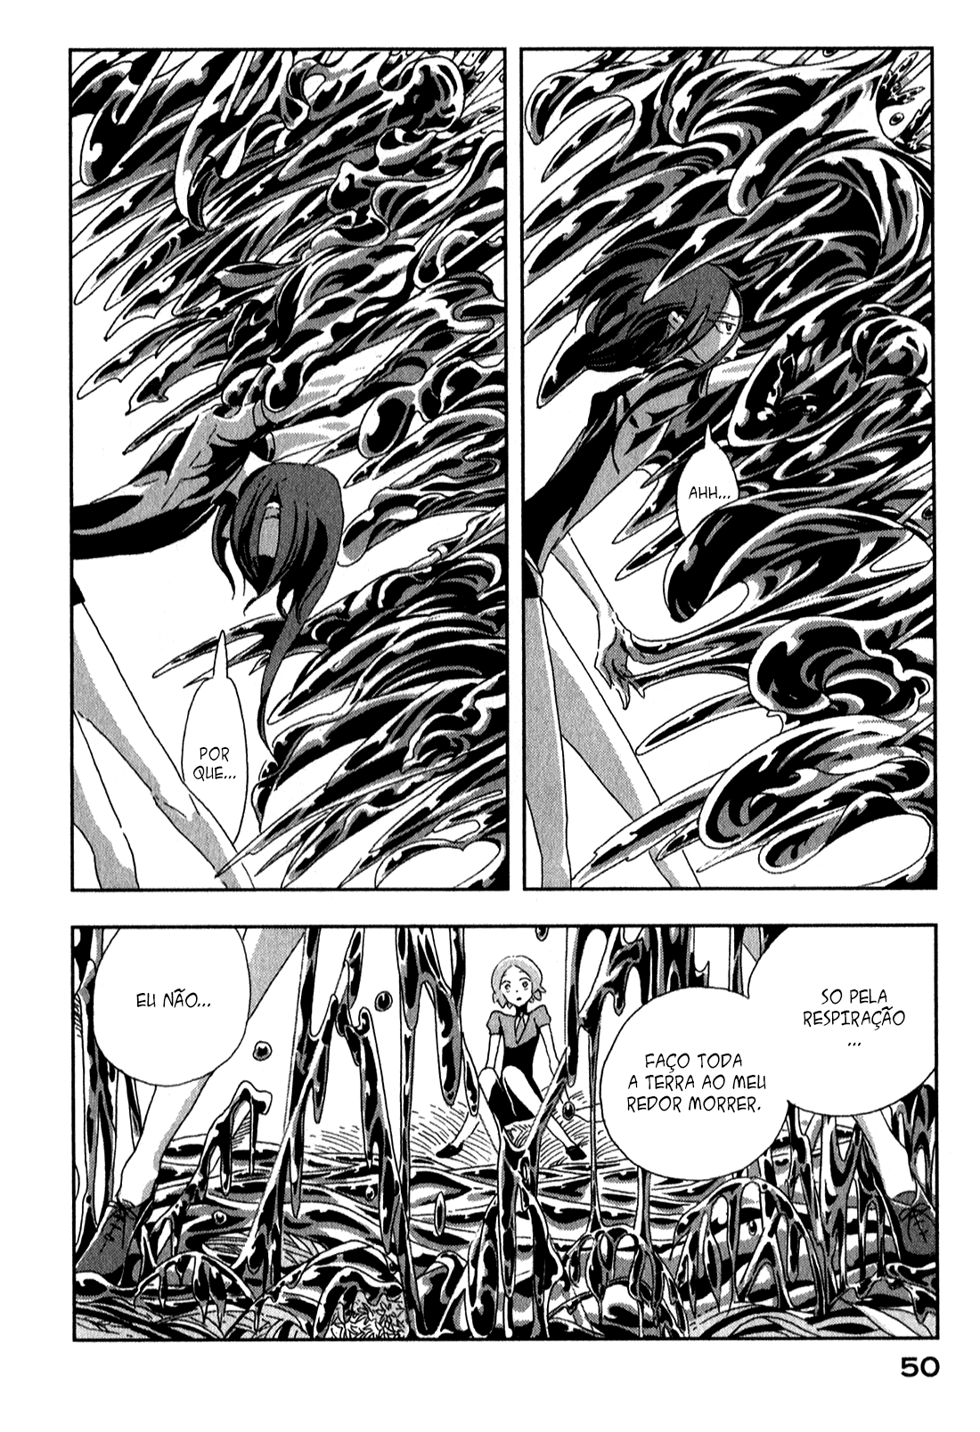 AHH...
POR
QUE...
SO PELA
RESPIRAÇÃO
...
FAÇO TODA
A TERRA AO MEU
REDOR MORRER.
EU NÃO...
50